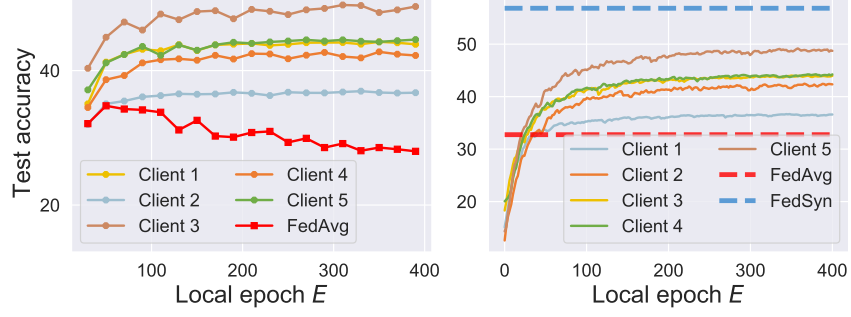 Test accuracy
40
20
Client 1
Client 2
Client 3
Client 4
Client 5
FedAvg
100
200
300
400
Local epoch E
50
40
30
20
Client 1
Client 2
Client 3
Client 4
Client 5
FedAvg
FedSyn
0
100
200
300
400
Local epoch E